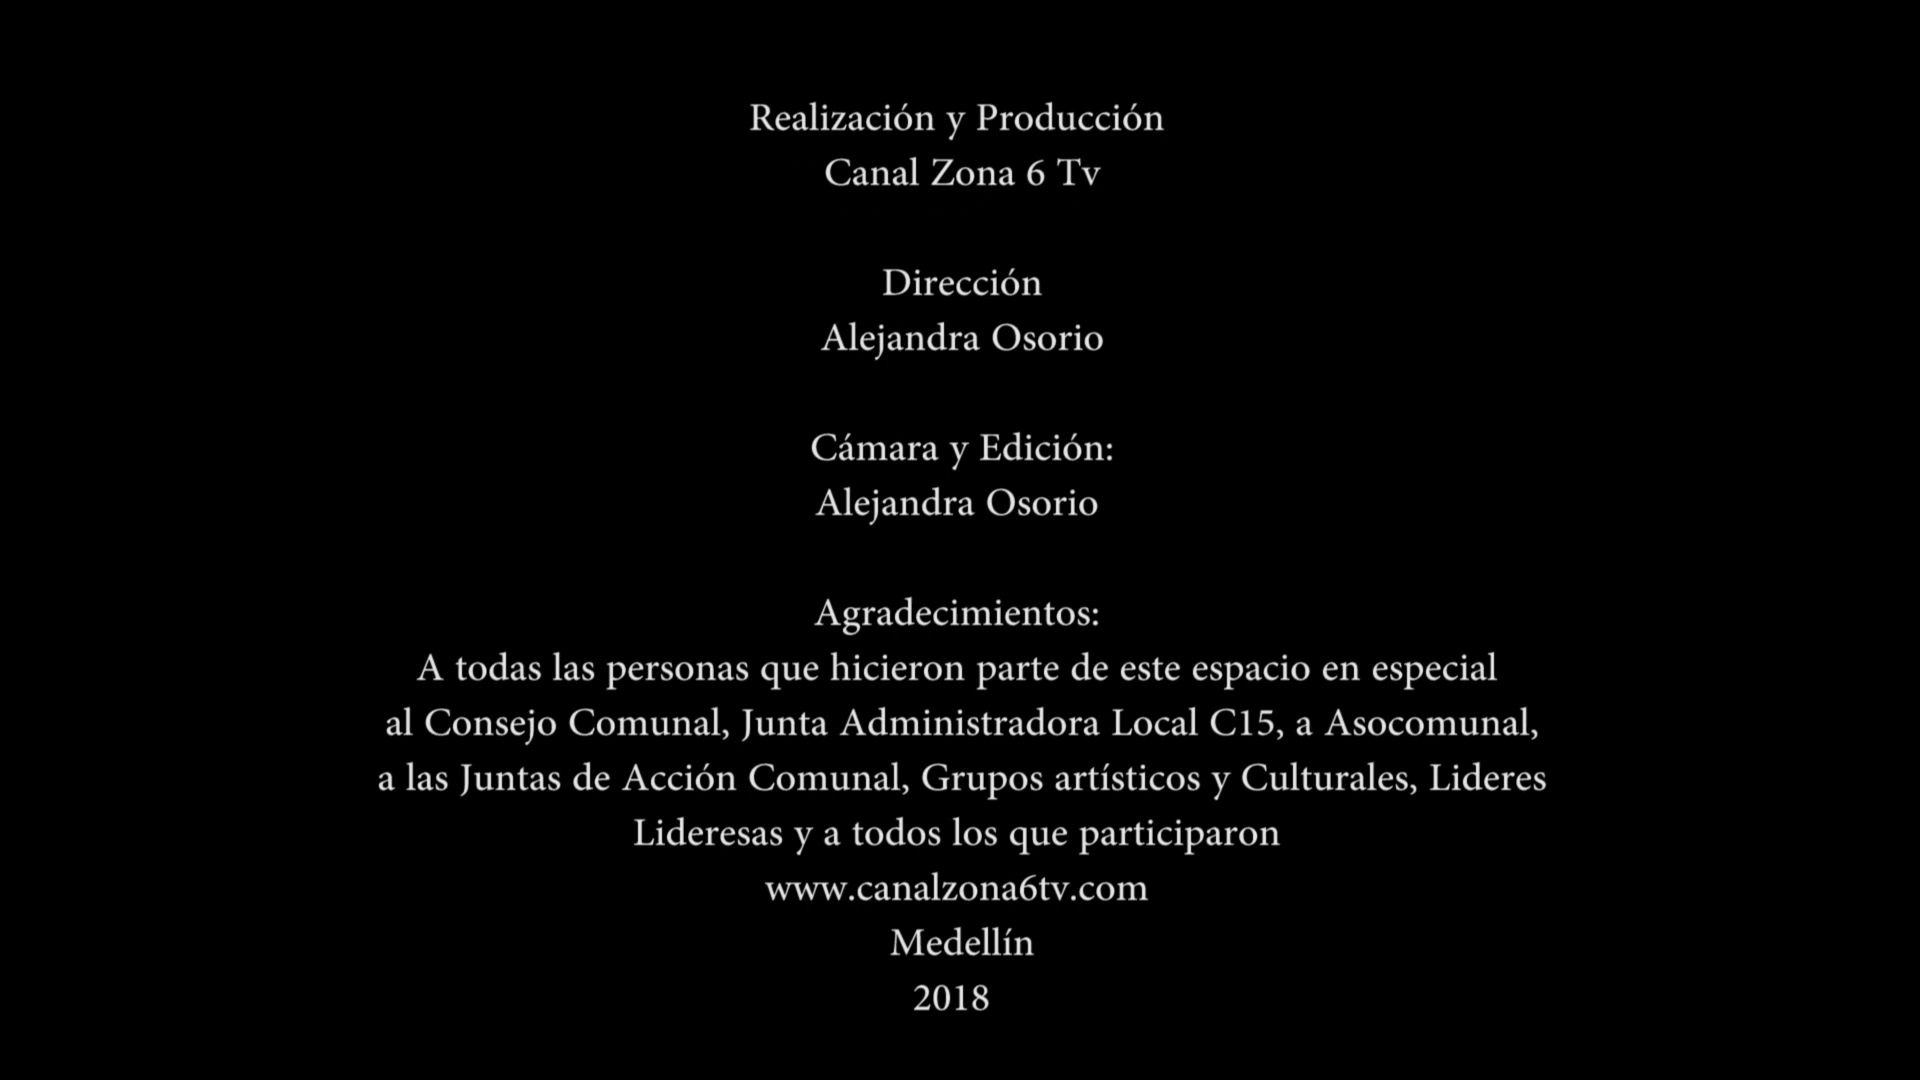 Realización y Producción
Canal Zona 6 Tv
Dirección
Alejandra Osorio
Cámara y Edición:
Alejandra Osorio
Agradecimientos:
A todas las personas que hicieron parte de este espacio en especial
al Consejo Comunal, Junta Administradora Local C15, a Asocomunal,
a las Juntas de Acción Comunal, Grupos artísticos y Culturales, Lideres
Lideresas y a todos los que participaron
www.canalzona6tv.com
Medellín
2018